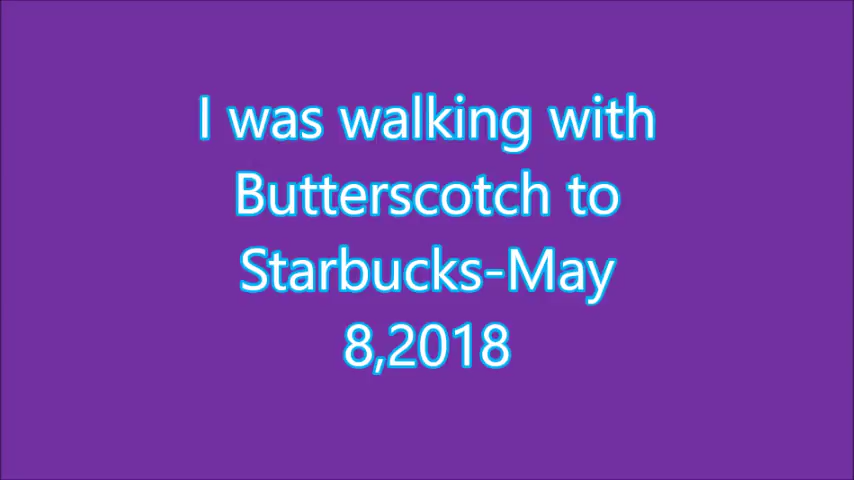 I was walking with
Butterscotch to
Starbucks-May
8,2018